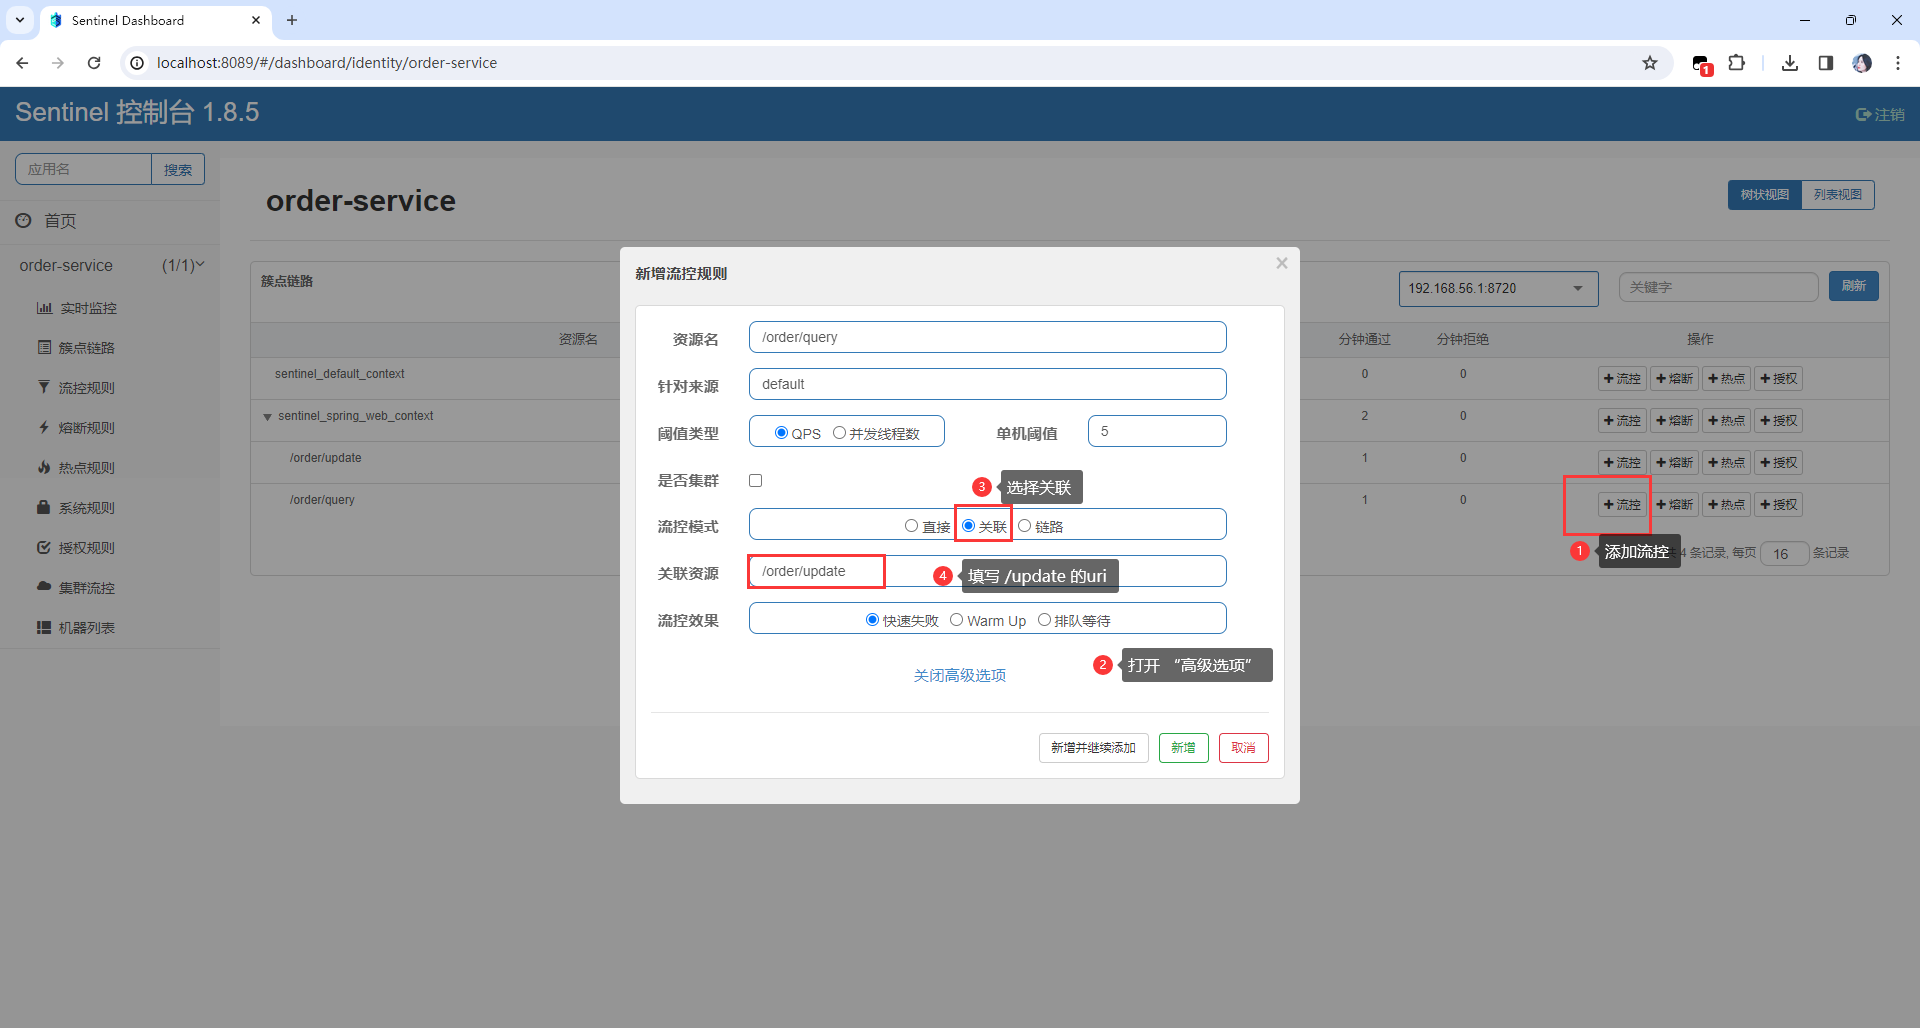 Sentinel Dashboard
localhost:8089/#/dashboard/identity/order-service
1
Sentinel 控制台 1.8.5
注销
应用名
搜索
首页
order-service (1/1)
实时监控
簇点链路
流控规则
熔断规则
热点规则
系统规则
授权规则
集群流控
机器列表
order-service
树状视图 列表视图
簇点链路
192.168.56.1:8720
关键字
刷新
资源名 分钟通过 分钟拒绝 操作
sentinel_default_context 0 0 流控 熔断 热点 授权
sentinel_spring_web_context 2 0 流控 熔断 热点 授权
/order/update 1 0 流控 熔断 热点 授权
/order/query 1 0 流控 熔断 热点 授权
1 添加流控
4 条记录, 每页 16 条记录
新增流控规则
资源名 /order/query
针对来源 default
阈值类型 QPS 并发线程数 单机阈值 5
是否集群
3 选择关联
流控模式 直接 关联 链路
关联资源 /order/update
4 填写 /update 的uri
流控效果 快速失败 Warm Up 排队等待
2 打开 “高级选项”
关闭高级选项
新增并继续添加 新增 取消